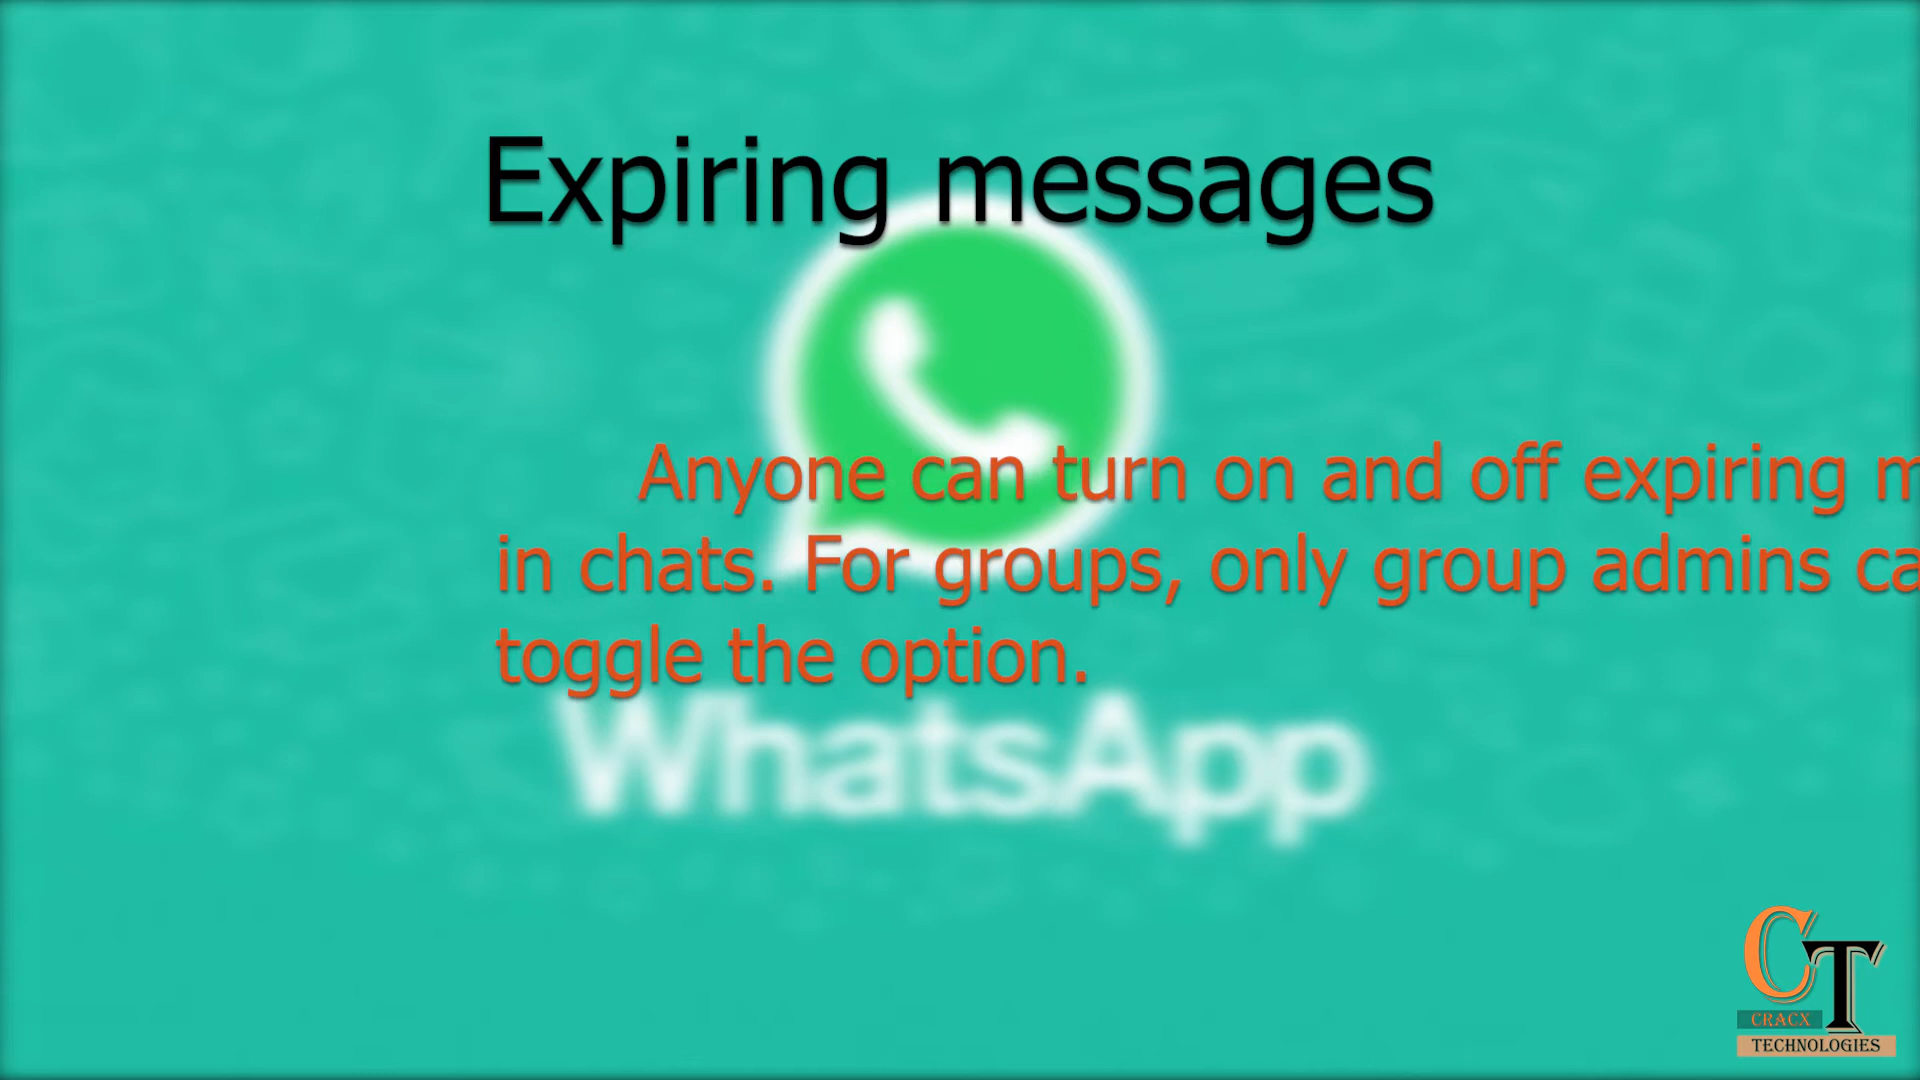 Expiring messages
Anyone can turn on and off expiring
in chats. For groups, only group admins
toggle the option.
WhatsApp
CT
CRACX
TECHNOLOGIES